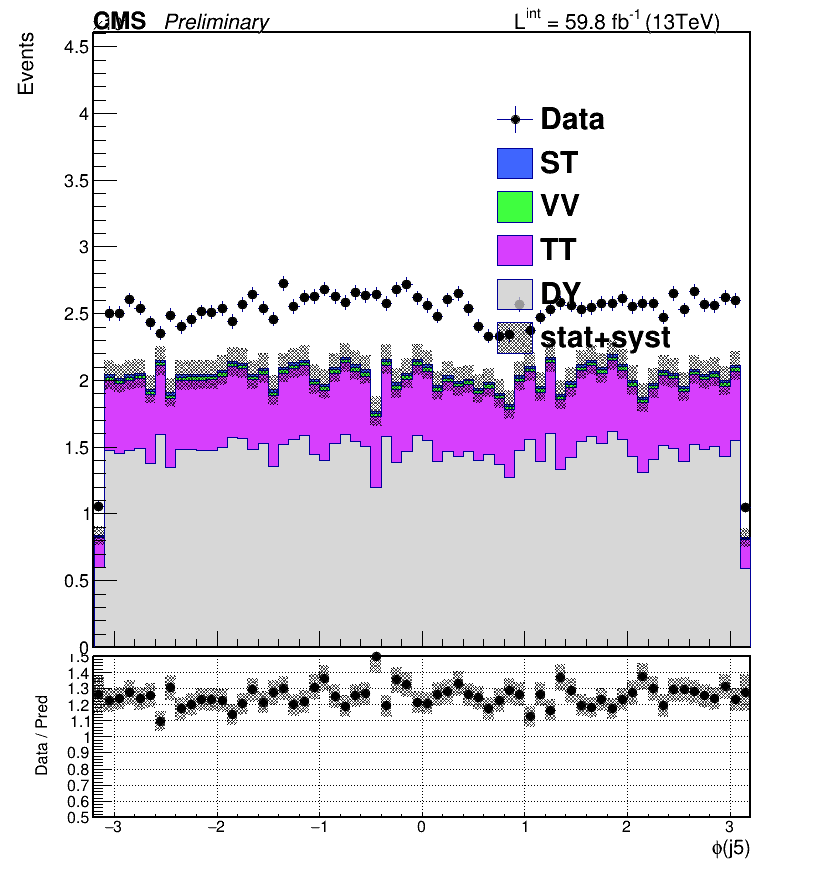 CMS Preliminary L^int = 59.8 fb^-1 (13TeV)
Events
4.5
4
3.5
3
2.5
2
1.5
1
0.5
0
Data
ST
VV
TT
DY
stat+syst
Data / Pred
1.5
1.4
1.3
1.2
1.1
1
0.9
0.8
0.7
0.6
0.5
−3 −2 −1 0 1 2 3
ϕ(j5)